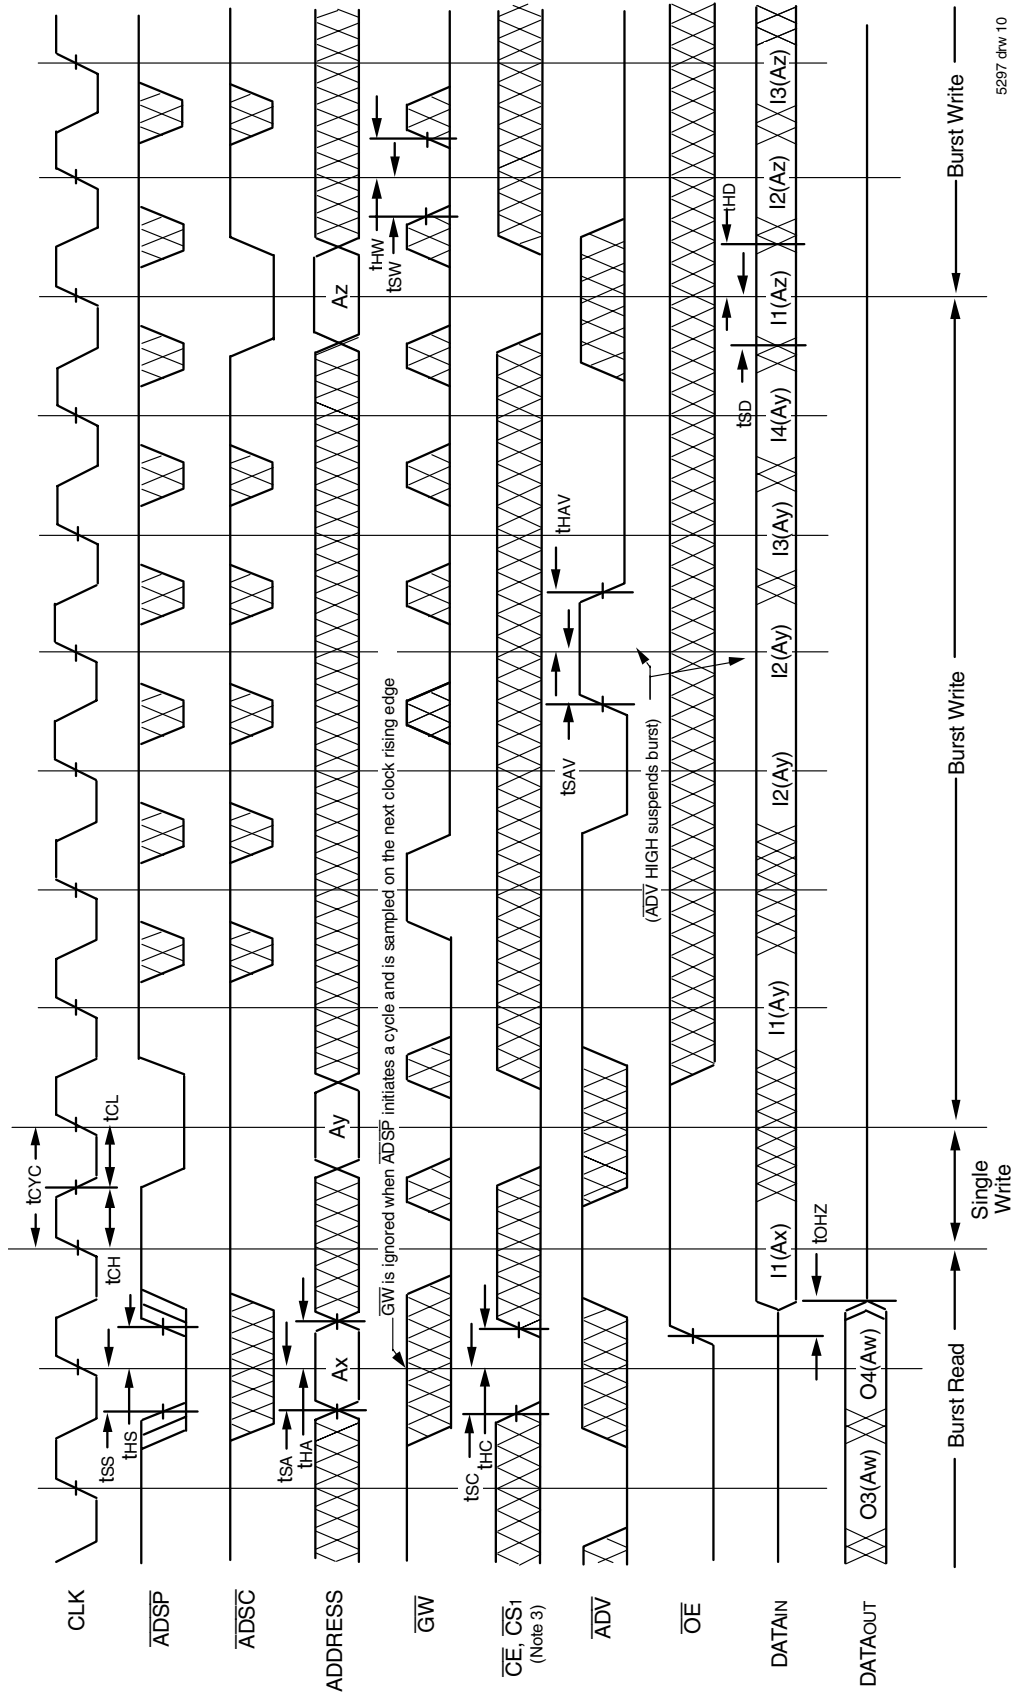 CLK
tCYC
tCH
tCL
ADSP
tSS
tHS
ADSC
ADDRESS
Ax
Ay
Az
tSA
tHA
GW
GW is ignored when ADSP initiates a cycle and is sampled on the next clock rising edge
tHW
tSW
CE, CS1
(Note 3)
tSC
tHC
ADV
tSAV
tHAV
(ADV HIGH suspends burst)
OE
tHD
tSD
DATAIN
I1(Ax)
I1(Ay)
I2(Ay)
I2(Ay)
I3(Ay)
I4(Ay)
I1(Az)
I2(Az)
I3(Az)
tOHZ
DATAOUT
O3(Aw)
O4(Aw)
Burst Read
Single
Write
Burst Write
Burst Write
5297 drw 10